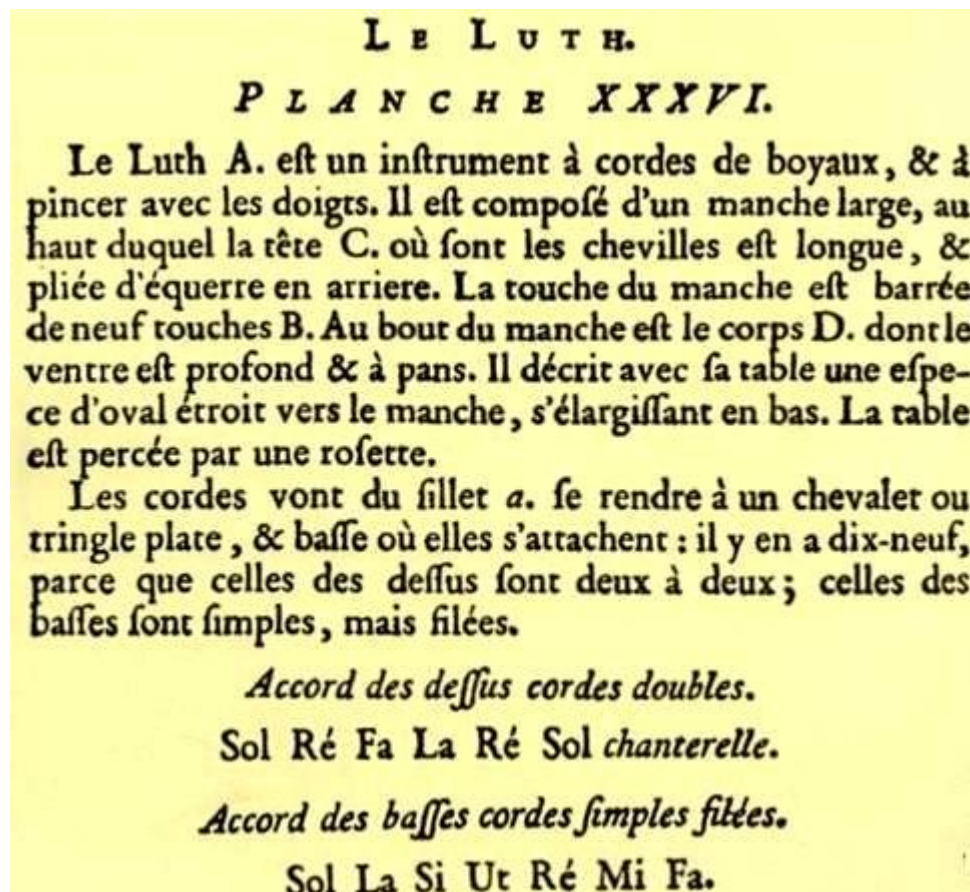 LE LUTH.
PLANCHE XXXVI.
Le Luth A. eſt un inſtrument à cordes de boyaux, & à
pincer avec les doigts. Il eſt compoſé d'un manche large, au
haut duquel la tête C. où ſont les chevilles eſt longue, &
pliée d'équerre en arriere. La touche du manche eſt barrée
de neuf touches B. Au bout du manche eſt le corps D. dont le
ventre eſt profond & à pans. Il décrit avec ſa table une eſpe-
ce d'oval étroit vers le manche, s'élargiſſant en bas. La table
eſt percée par une roſette.
Les cordes vont du ſillet a. ſe rendre à un chevalet ou
tringle plate, & baſſe où elles s'attachent : il y en a dix-neuf,
parce que celles des deſſus ſont deux à deux ; celles des
baſſes ſont ſimples, mais filées.
Accord des deſſus cordes doubles.
Sol Ré Fa La Ré Sol chanterelle.
Accord des baſſes cordes ſimples filées.
Sol La Si Ut Ré Mi Fa.